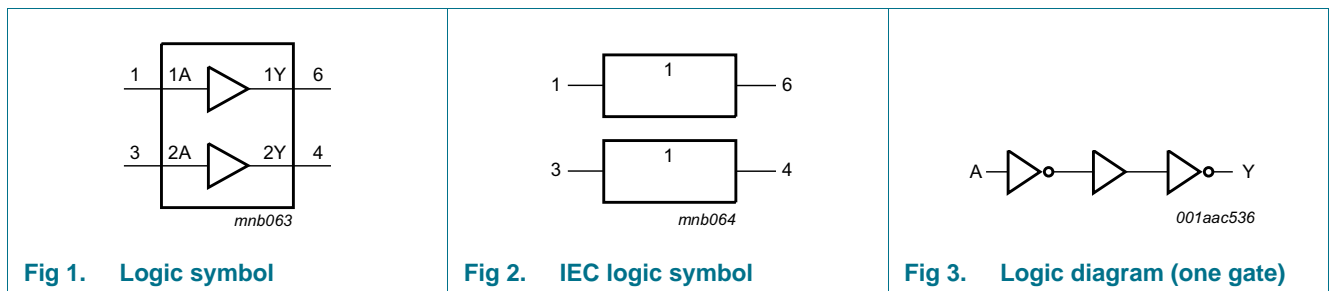 1 1A 1Y 6
3 2A 2Y 4
mnb063
Fig 1. Logic symbol
1 1 6
3 1 4
mnb064
Fig 2. IEC logic symbol
A Y
001aac536
Fig 3. Logic diagram (one gate)